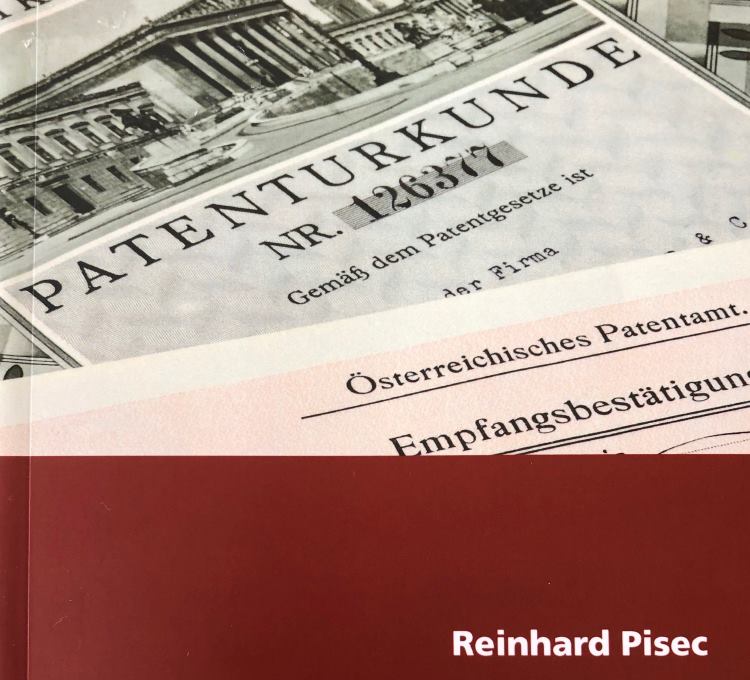 PATENTURKUNDE
NR. 126377
Gemäß dem Patentgesetze ist
der Firma & C
Österreichisches Patentamt.
Empfangsbestätigun
Reinhard Pisec